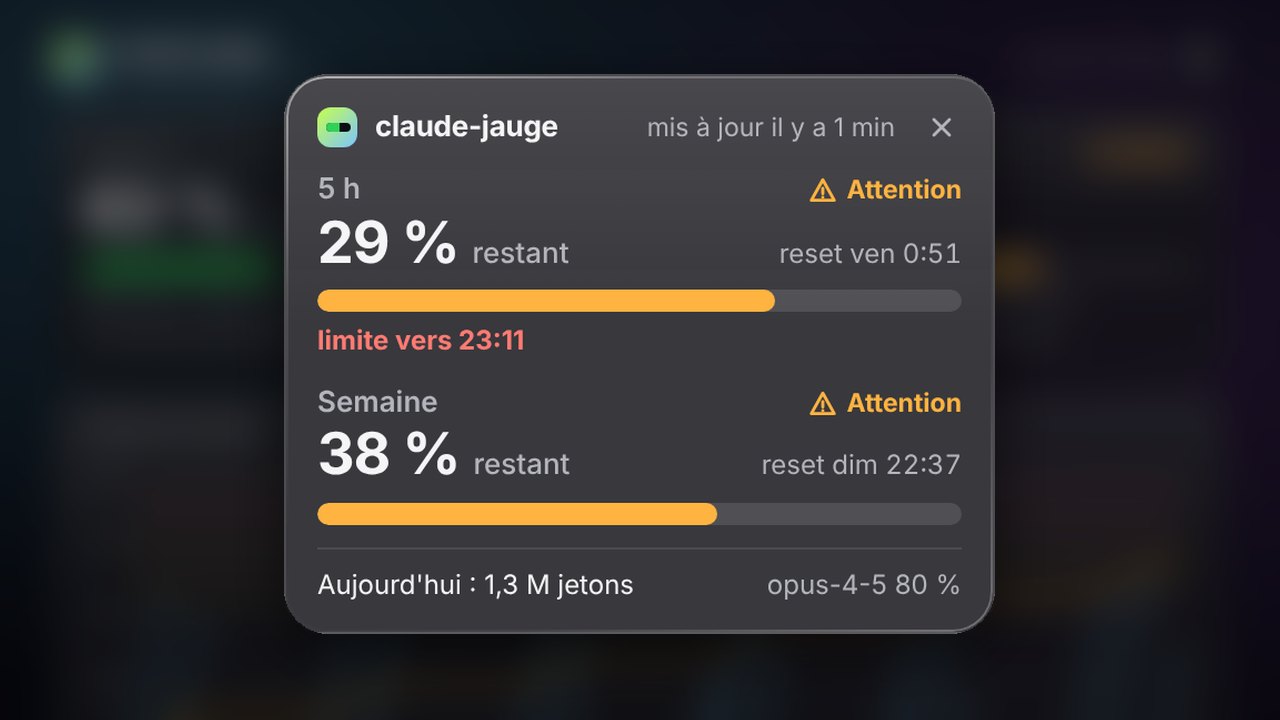 claude-jauge mis à jour il y a 1 min
5 h Attention
29 % restant reset ven 0:51
limite vers 23:11
Semaine Attention
38 % restant reset dim 22:37
Aujourd'hui : 1,3 M jetons opus-4-5 80 %